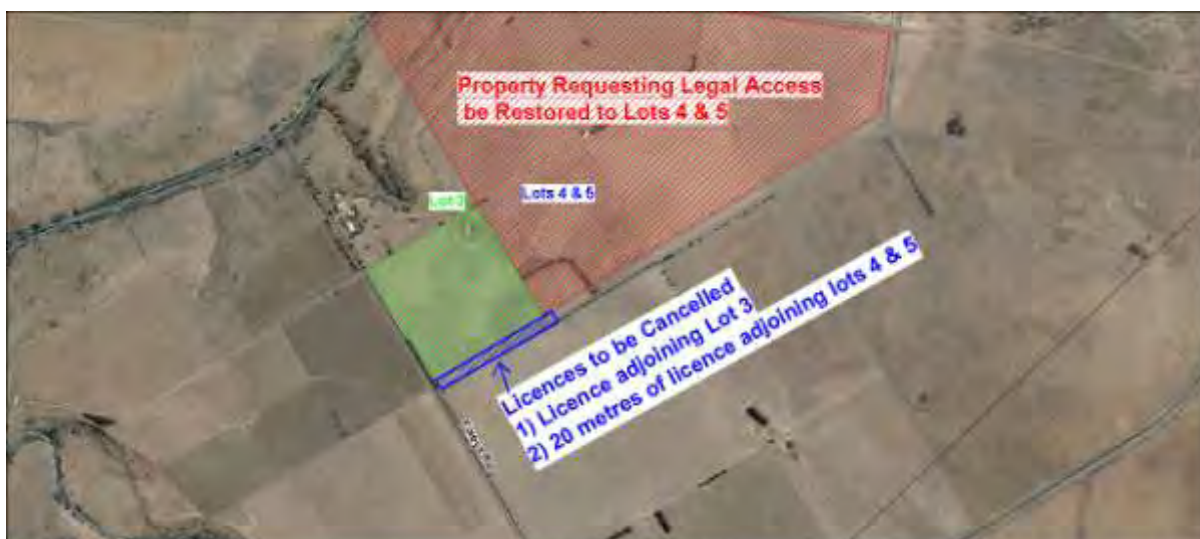 Property Requesting Legal Access
be Restored to Lots 4 & 5
Lot 3
Lots 4 & 5
Licences to be Cancelled
1) Licence adjoining Lot 3
2) 20 metres of licence adjoining lots 4 & 5